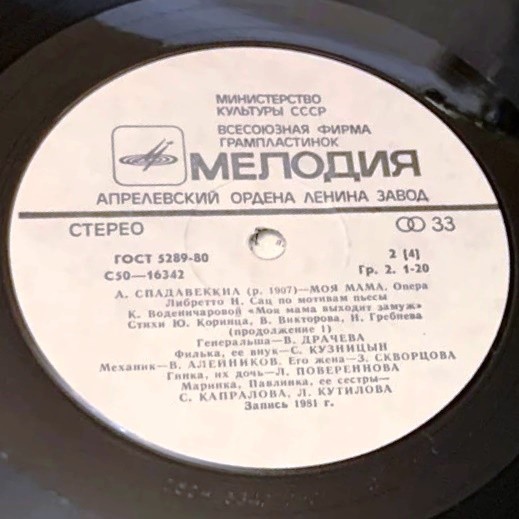 МИНИСТЕРСТВО
КУЛЬТУРЫ СССР
ВСЕСОЮЗНАЯ ФИРМА
ГРАМПЛАСТИНОК
МЕЛОДИЯ
АПРЕЛЕВСКИЙ ОРДЕНА ЛЕНИНА ЗАВОД
СТЕРЕО 33
ГОСТ 5289-80 2 [4]
С50—16342 Гр. 2. 1-20
А. СПАДАВЕККИА (р. 1907)—МОЯ МАМА. Опера
Либретто Н. Сац по мотивам пьесы
К. Воденичаровой «Моя мама выходит замуж»
Стихи Ю. Коринца, В. Викторова, Н. Гребнева
(продолжение 1)
Генеральша—В. ДРАЧЕВА
Филька, ее внук—С. КУЗНИЦЫН
Механик—В. АЛЕЙНИКОВ. Его жена—З. СКВОРЦОВА
Гинка, их дочь—Л. ПОВЕРЕННОВА
Маринка, Павлинка, ее сестры—
С. КАПРАЛОВА, Л. КУТИЛОВА
Запись 1981 г.